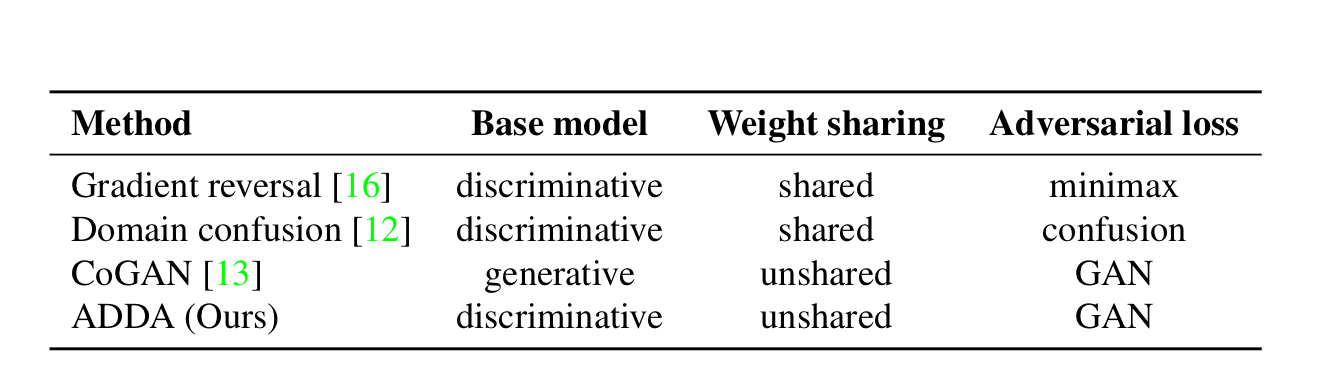 Method Base model Weight sharing Adversarial loss
Gradient reversal [16] discriminative shared minimax
Domain confusion [12] discriminative shared confusion
CoGAN [13] generative unshared GAN
ADDA (Ours) discriminative unshared GAN